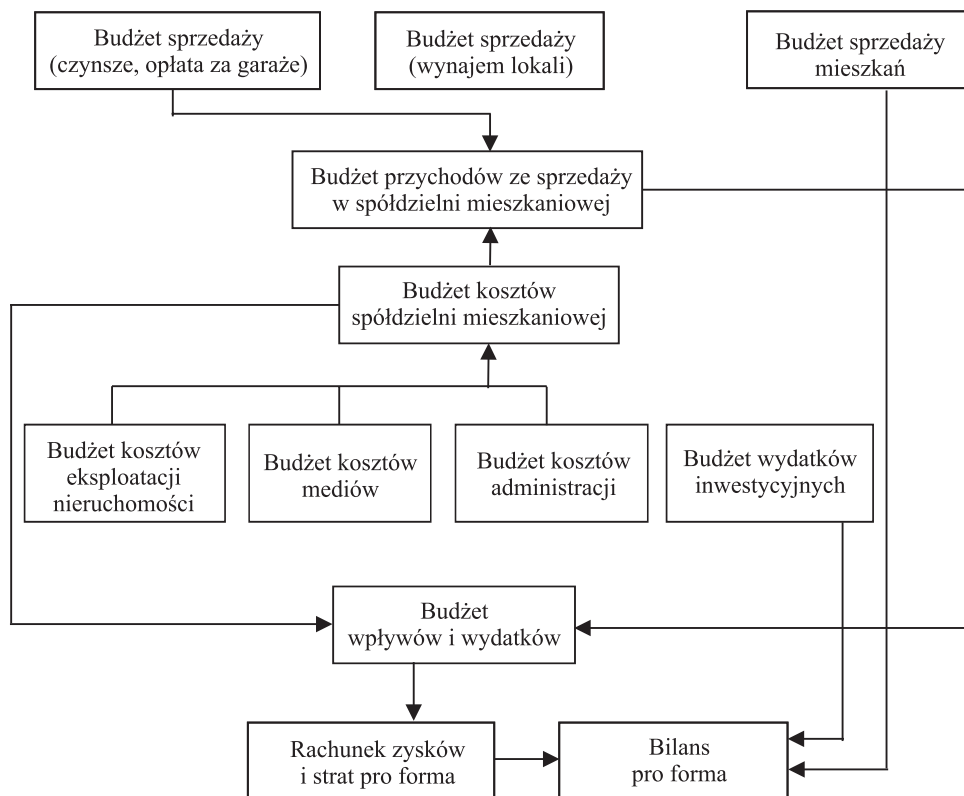 Budżet sprzedaży
(czynsze, opłata za garaże)
Budżet sprzedaży
(wynajem lokali)
Budżet sprzedaży
mieszkań
Budżet przychodów ze sprzedaży
w spółdzielni mieszkaniowej
Budżet kosztów
spółdzielni mieszkaniowej
Budżet kosztów
eksploatacji
nieruchomości
Budżet kosztów
mediów
Budżet kosztów
administracji
Budżet wydatków
inwestycyjnych
Budżet
wpływów i wydatków
Rachunek zysków
i strat pro forma
Bilans
pro forma